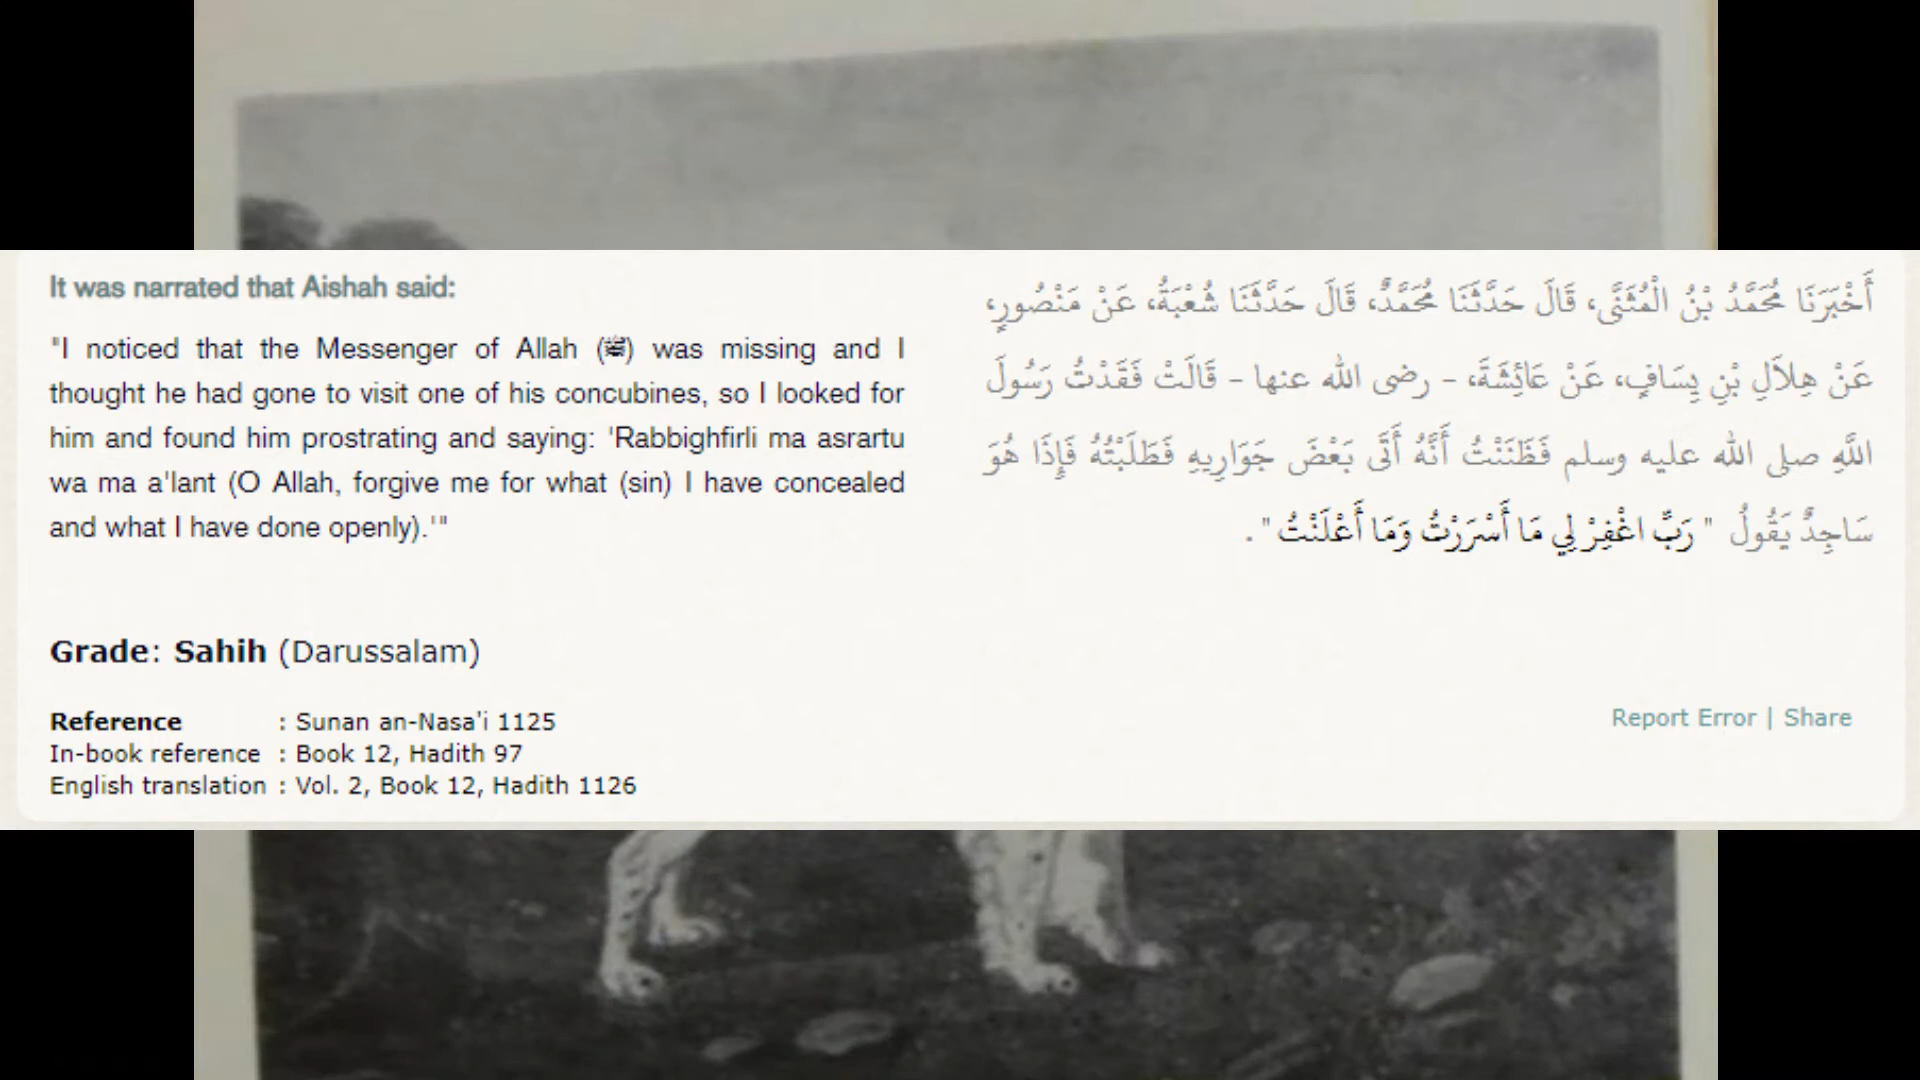 It was narrated that Aishah said:
"I noticed that the Messenger of Allah (ﷺ) was missing and I
thought he had gone to visit one of his concubines, so I looked for
him and found him prostrating and saying: 'Rabbighfirli ma asrartu
wa ma a'lant (O Allah, forgive me for what (sin) I have concealed
and what I have done openly).'"
أَخْبَرَنَا مُحَمَّدُ بْنُ الْمُثَنَّى، قَالَ حَدَّثَنَا مُحَمَّدٌ، قَالَ حَدَّثَنَا شُعْبَةُ، عَنْ مَنْصُورٍ،
عَنْ هِلاَلِ بْنِ يِسَافٍ، عَنْ عَائِشَةَ، - رضى الله عنها - قَالَتْ فَقَدْتُ رَسُولَ
اللَّهِ صلى الله عليه وسلم فَظَنَنْتُ أَنَّهُ أَتَى بَعْضَ جَوَارِيهِ فَطَلَبْتُهُ فَإِذَا هُوَ
سَاجِدٌ يَقُولُ " رَبِّ اغْفِرْ لِي مَا أَسْرَرْتُ وَمَا أَعْلَنْتُ " .
Grade: Sahih (Darussalam)
Reference : Sunan an-Nasa'i 1125
In-book reference : Book 12, Hadith 97
English translation : Vol. 2, Book 12, Hadith 1126
Report Error | Share